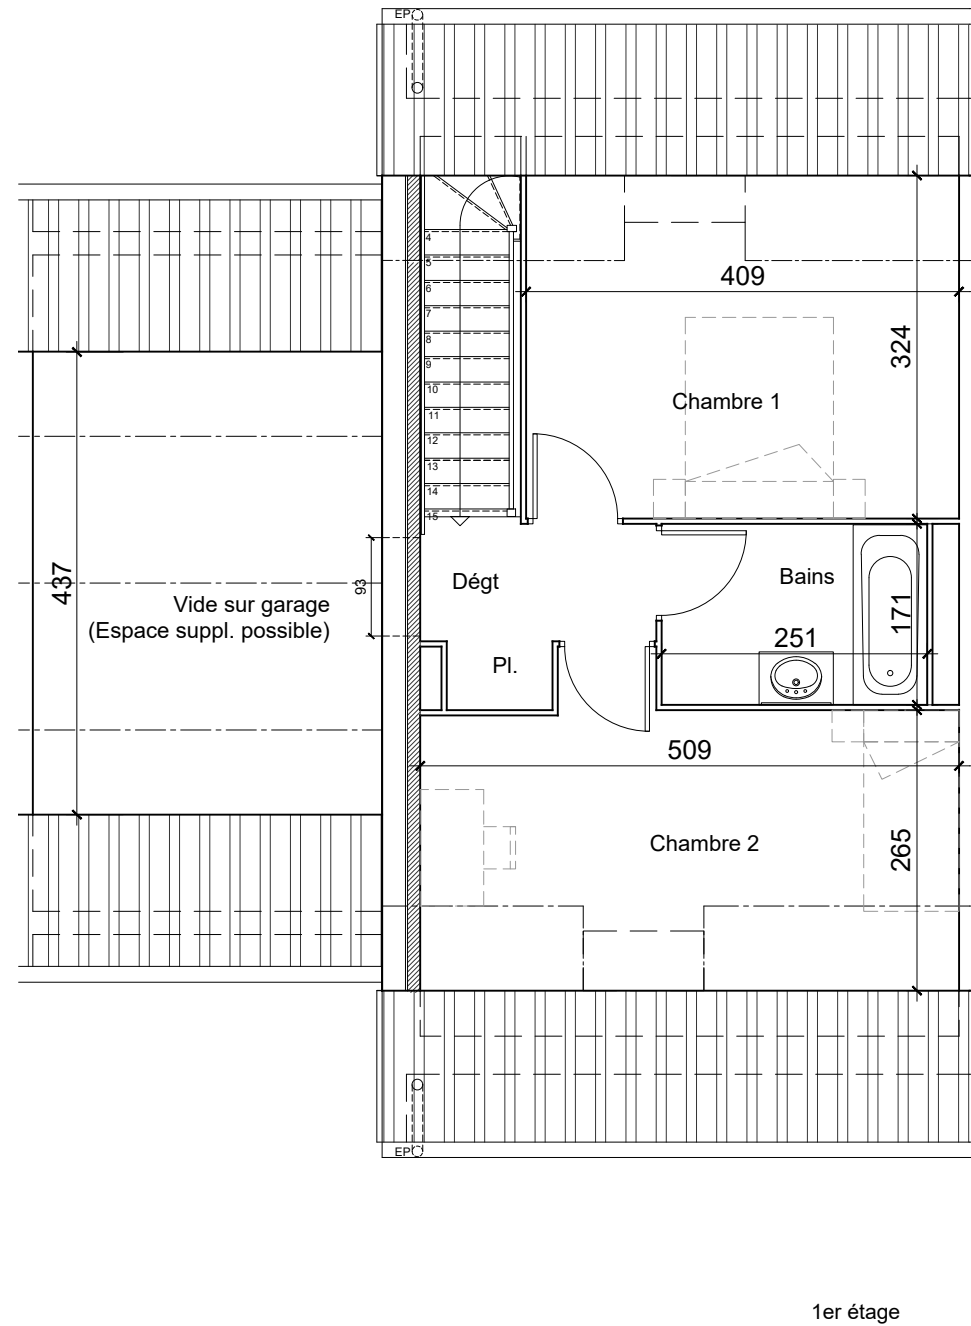 EP
4
5
6
7
8
9
10
11
12
13
14
15
409
324
Chambre 1
93
437
Vide sur garage
(Espace suppl. possible)
Dégt
Bains
171
251
Pl.
509
Chambre 2
265
EP
1er étage